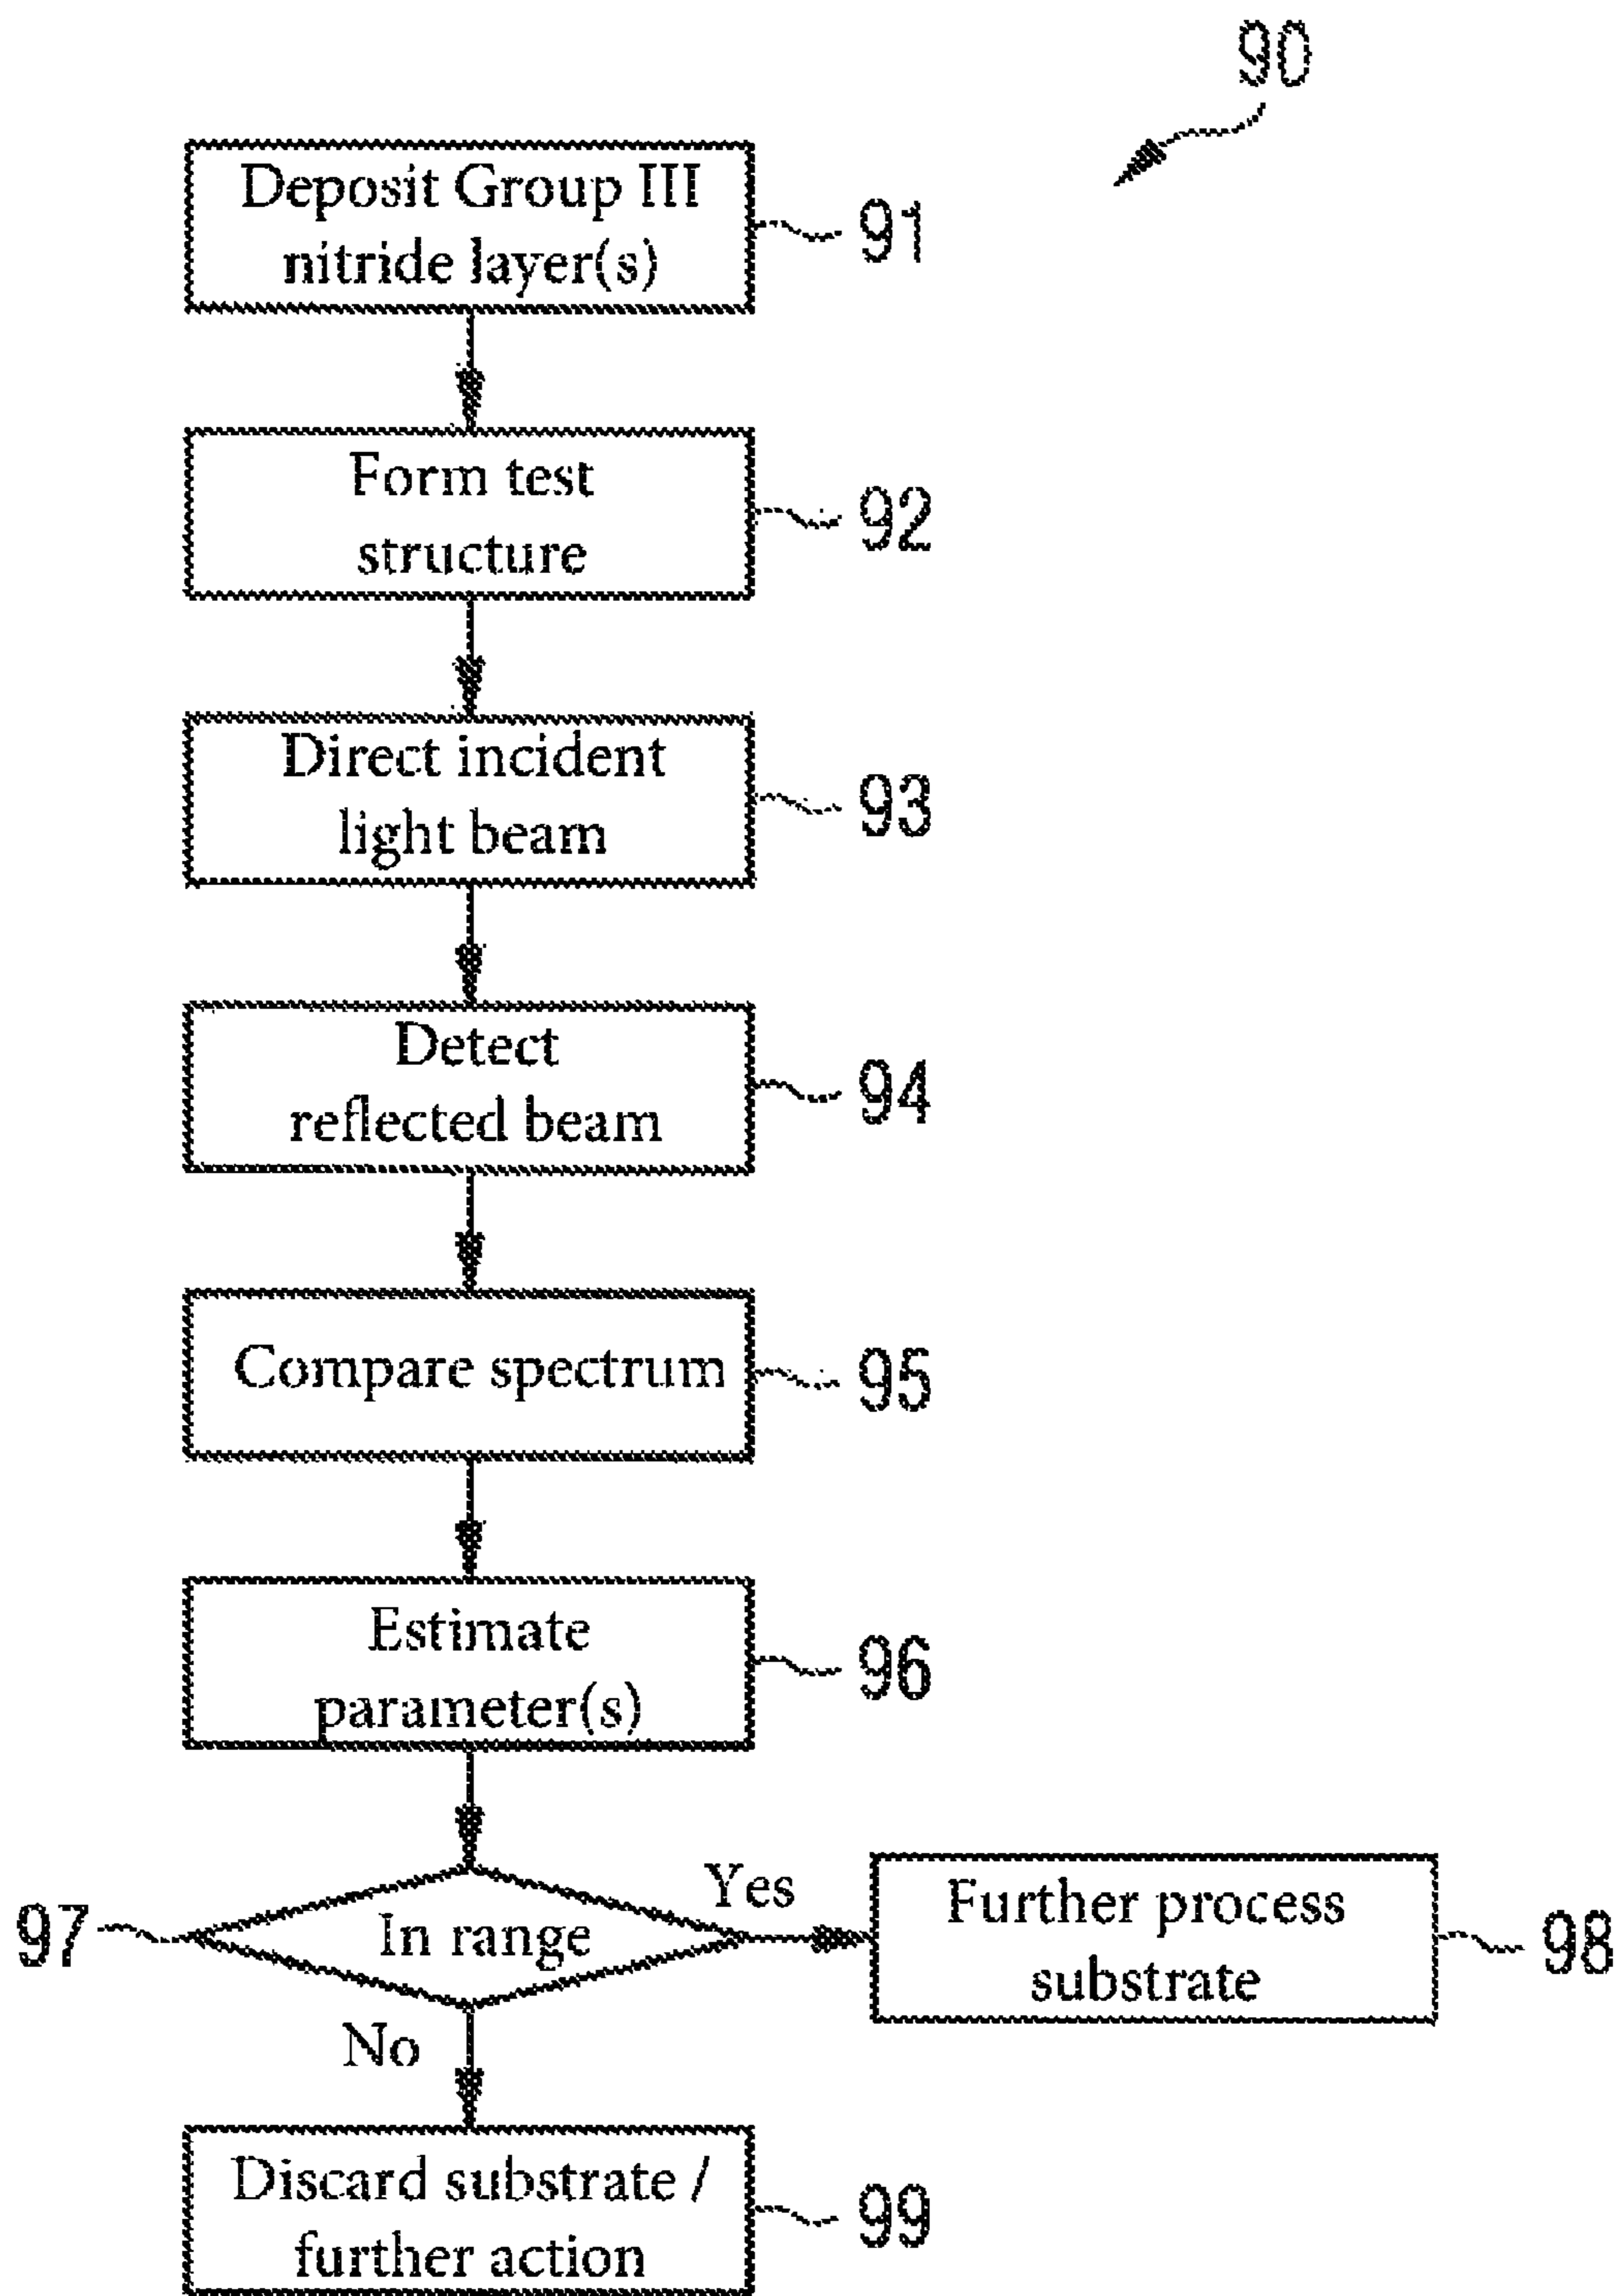 90
Deposit Group III
nitride layer(s)
91
Form test
structure
92
Direct incident
light beam
93
Detect
reflected beam
94
Compare spectrum
95
Estimate
parameter(s)
96
97
In range
Yes
Further process
substrate
98
No
Discard substrate /
further action
99